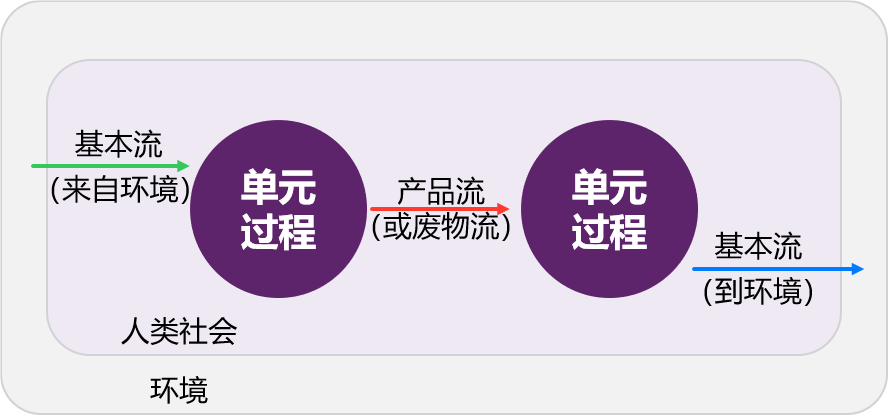 基本流
(来自环境)
单元
过程
产品流
(或废物流)
单元
过程
基本流
(到环境)
人类社会
环境